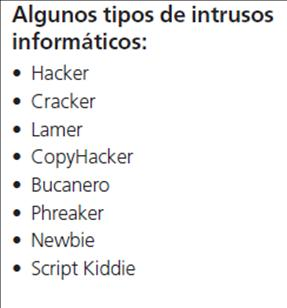 Algunos tipos de intrusos
informáticos:
• Hacker
• Cracker
• Lamer
• CopyHacker
• Bucanero
• Phreaker
• Newbie
• Script Kiddie